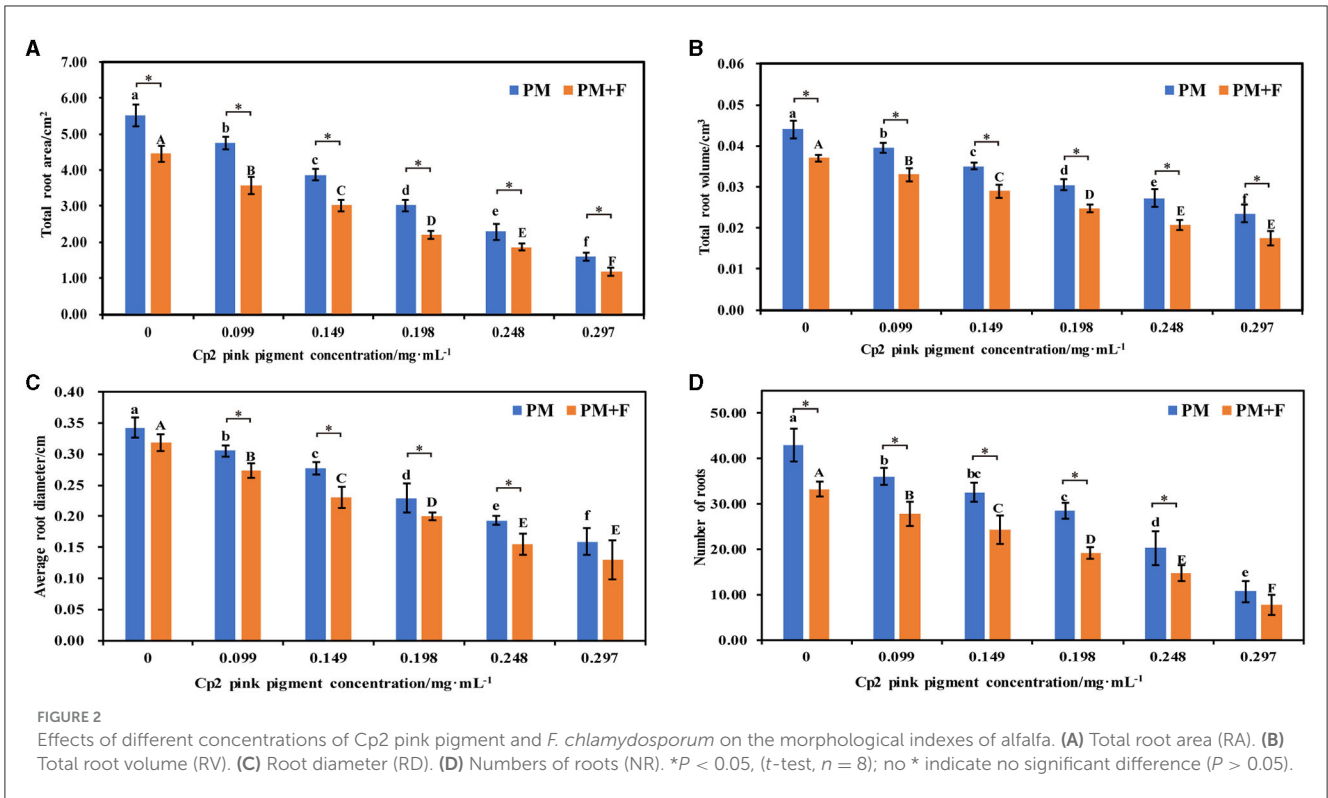 A
Total root area/cm²
7.00
6.00
5.00
4.00
3.00
2.00
1.00
0.00
PM PM+F
* * * * * *
a A b B c C d D e E f F
0 0.099 0.149 0.198 0.248 0.297
Cp2 pink pigment concentration/mg·mL⁻¹
B
Total root volume/cm³
0.06
0.05
0.04
0.03
0.02
0.01
0.00
PM PM+F
* * * * * *
a A b B c C d D e E f E
0 0.099 0.149 0.198 0.248 0.297
Cp2 pink pigment concentration/mg·mL⁻¹
C
Average root diameter/cm
0.40
0.35
0.30
0.25
0.20
0.15
0.10
0.05
0.00
PM PM+F
* * * *
a A b B c C d D e E f E
0 0.099 0.149 0.198 0.248 0.297
Cp2 pink pigment concentration/mg·mL⁻¹
D
Number of roots
50.00
40.00
30.00
20.00
10.00
0.00
PM PM+F
* * * * *
a A b B bc C c D d E e F
0 0.099 0.149 0.198 0.248 0.297
Cp2 pink pigment concentration/mg·mL⁻¹
FIGURE 2
Effects of different concentrations of Cp2 pink pigment and F. chlamydosporum on the morphological indexes of alfalfa. (A) Total root area (RA). (B)
Total root volume (RV). (C) Root diameter (RD). (D) Numbers of roots (NR). *P < 0.05, (t-test, n = 8); no * indicate no significant difference (P > 0.05).